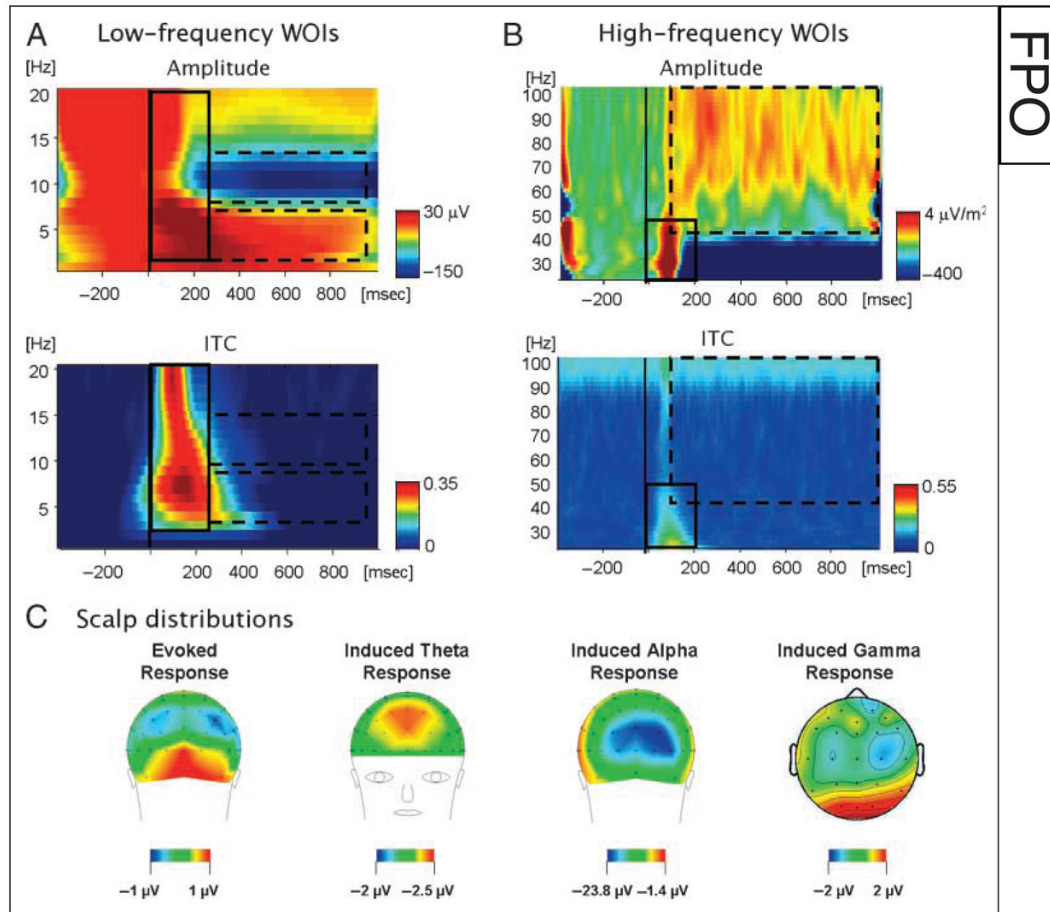 A Low-frequency WOIs
Amplitude
[Hz]
20
15
10
5
30 µV
−150
−200 0 200 400 600 800 [msec]
ITC
[Hz]
20
15
10
5
0.35
0
−200 0 200 400 600 800 [msec]
B High-frequency WOIs
Amplitude
[Hz]
100
90
80
70
60
50
40
30
4 µV/m²
−400
−200 0 200 400 600 800 [msec]
ITC
[Hz]
100
90
80
70
60
50
40
30
0.55
0
−200 0 200 400 600 800 [msec]
C Scalp distributions
Evoked
Response
−1 µV 1 µV
Induced Theta
Response
−2 µV −2.5 µV
Induced Alpha
Response
−23.8 µV −1.4 µV
Induced Gamma
Response
−2 µV 2 µV
FPO